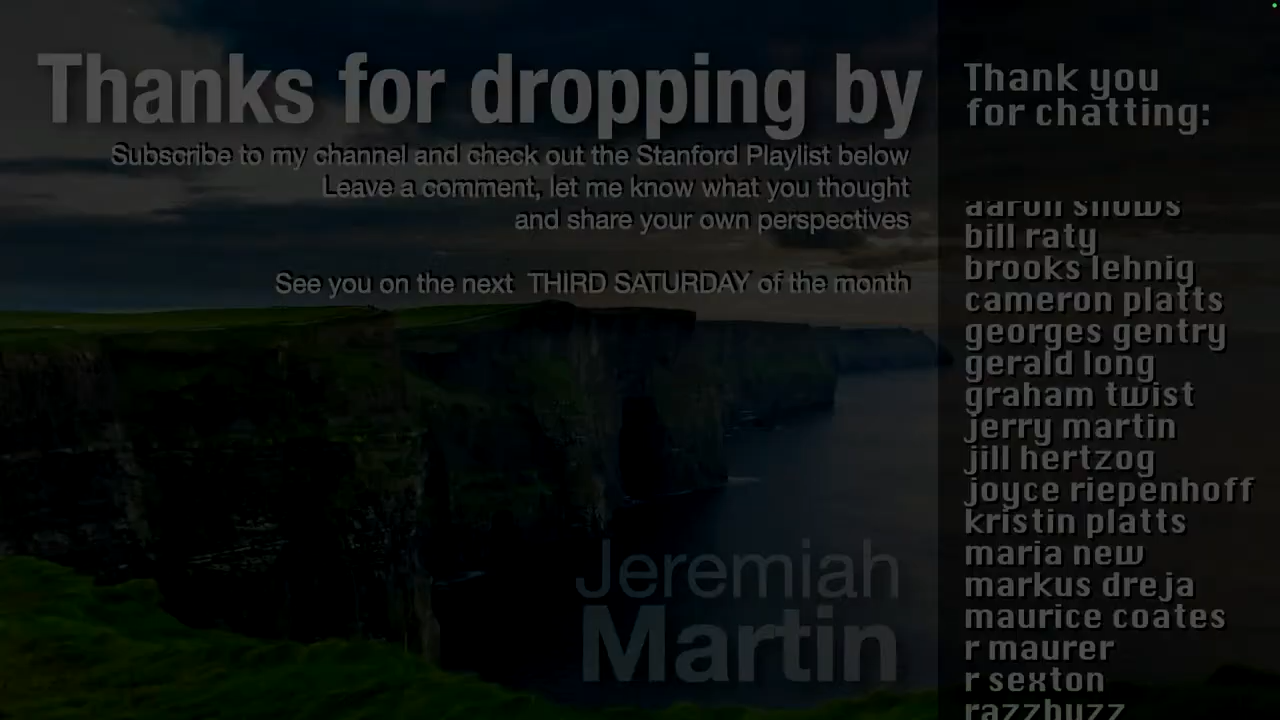 Thanks for dropping by
Subscribe to my channel and check out the Stanford Playlist below
Leave a comment, let me know what you thought
and share your own perspectives
See you on the next THIRD SATURDAY of the month
Jeremiah
Martin
Thank you
for chatting:
aaron snows
bill raty
brooks lehnig
cameron platts
georges gentry
gerald long
graham twist
jerry martin
jill hertzog
joyce riepenhoff
kristin platts
maria new
markus dreja
maurice coates
r maurer
r sexton
razzbuzz